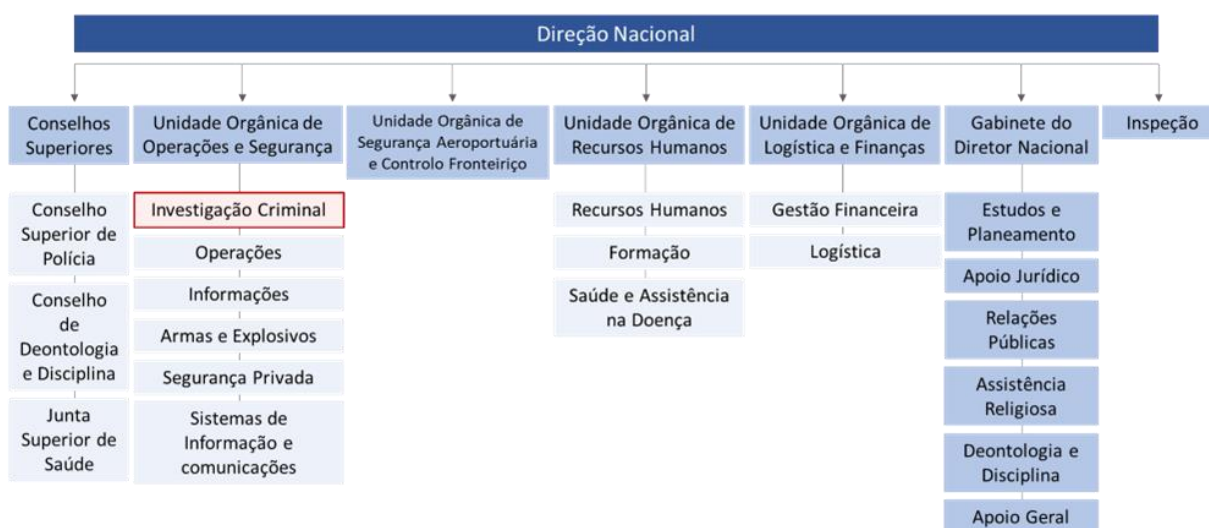 Direção Nacional
Conselhos
Superiores
Unidade Orgânica de
Operações e Segurança
Unidade Orgânica de
Segurança Aeroportuária
e Controlo Fronteiriço
Unidade Orgânica de
Recursos Humanos
Unidade Orgânica de
Logística e Finanças
Gabinete do
Diretor Nacional
Inspeção
Conselho
Superior de
Polícia
Conselho
de
Deontologia
e Disciplina
Junta
Superior de
Saúde
Investigação Criminal
Operações
Informações
Armas e Explosivos
Segurança Privada
Sistemas de
Informação e
comunicações
Recursos Humanos
Formação
Saúde e Assistência
na Doença
Gestão Financeira
Logística
Estudos e
Planeamento
Apoio Jurídico
Relações
Públicas
Assistência
Religiosa
Deontologia e
Disciplina
Apoio Geral